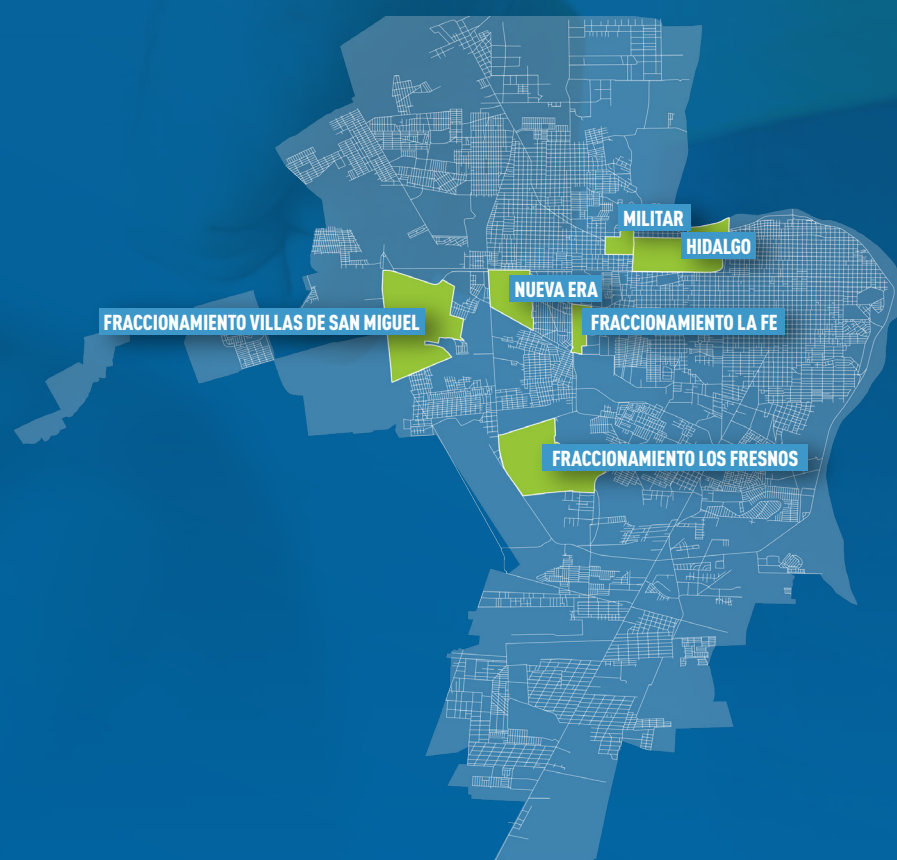 MILITAR
HIDALGO
NUEVA ERA
FRACCIONAMIENTO VILLAS DE SAN MIGUEL
FRACCIONAMIENTO LA FE
FRACCIONAMIENTO LOS FRESNOS